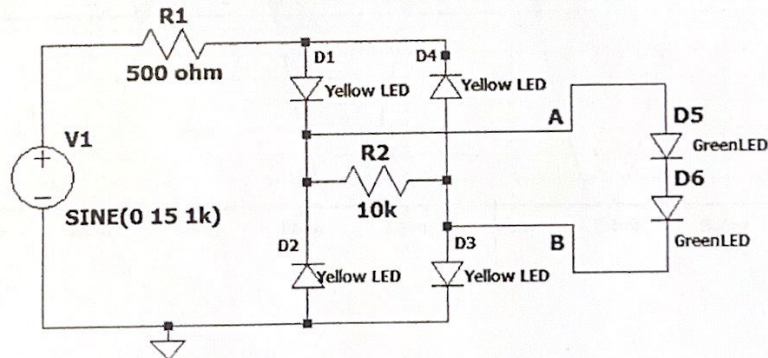 R1
500 ohm
D1
D4
Yellow LED
Yellow LED
A
D5
GreenLED
V1
R2
D6
10k
SINE(0 15 1k)
D2
D3
B
GreenLED
Yellow LED
Yellow LED